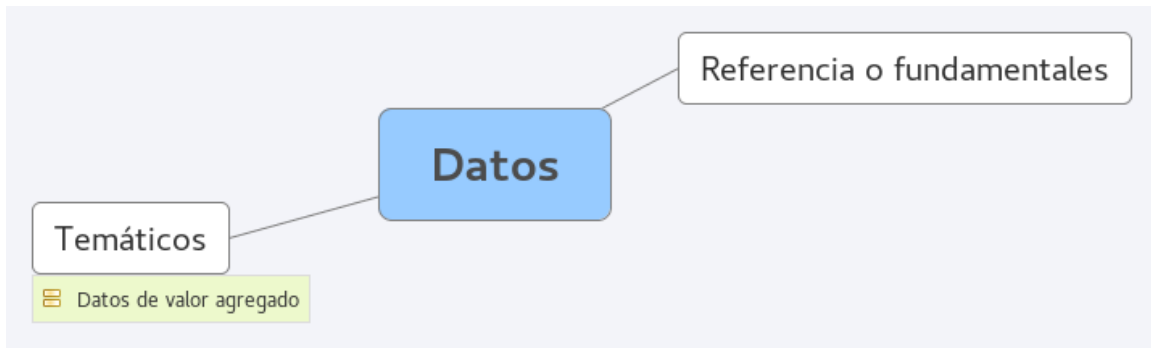 Referencia o fundamentales
Datos
Temáticos
Datos de valor agregado